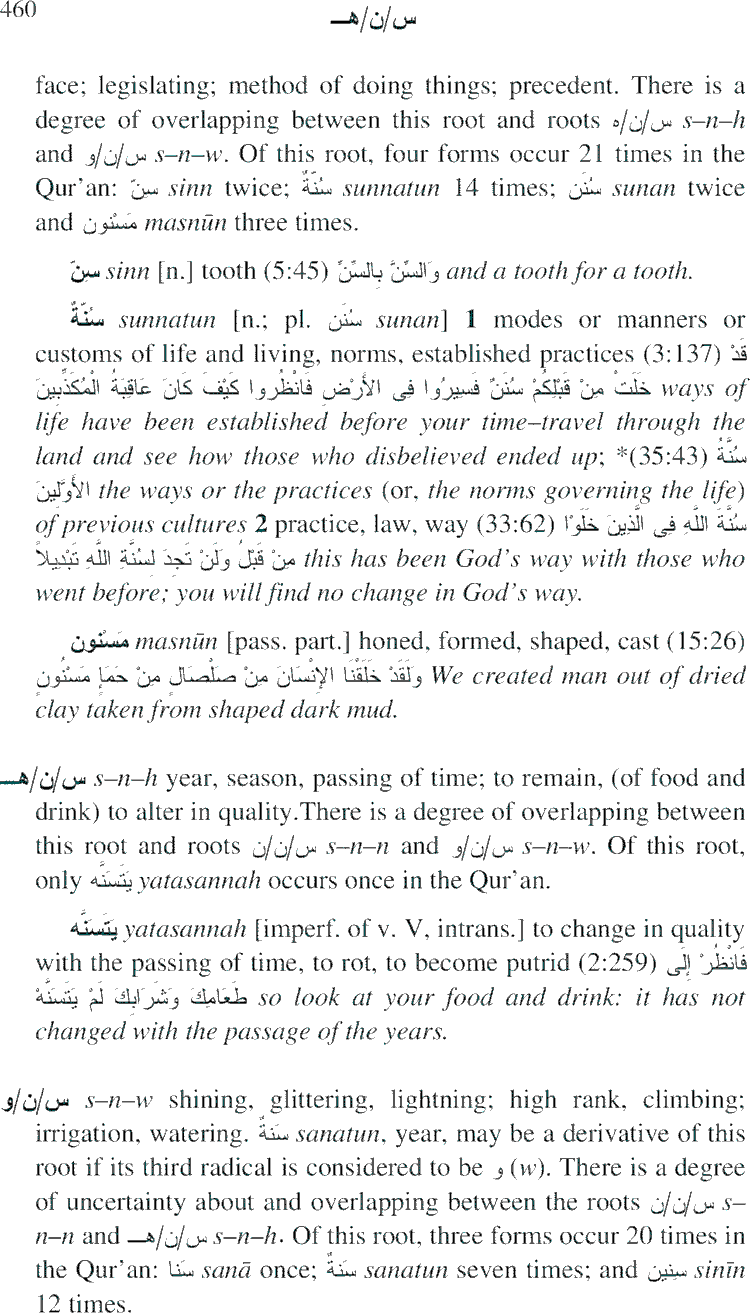 460
س/ن/هـ
face; legislating; method of doing things; precedent. There is a
degree of overlapping between this root and roots س/ن/ه s–n–h
and س/ن/و s–n–w. Of this root, four forms occur 21 times in the
Qur'an: سِنّ sinn twice; سُنّةٌ sunnatun 14 times; سُنَن sunan twice
and مَسْنون masnūn three times.
سِنّ sinn [n.] tooth (5:45) وَالسِّنَّ بِالسِّنِّ and a tooth for a tooth.
سُنّةٌ sunnatun [n.; pl. سُنَن sunan] 1 modes or manners or
customs of life and living, norms, established practices (3:137) قَدْ
خَلَتْ مِنْ قَبْلِكُمْ سُنَنٌ فَسِيرُوا فِى الأَرْضِ فَانْظُروا كَيْفَ كَانَ عَاقِبَةُ الْمُكَذِّبِينَ ways of
life have been established before your time–travel through the
land and see how those who disbelieved ended up; *(35:43) سُنَّةُ
الأَوَّلِينَ the ways or the practices (or, the norms governing the life)
of previous cultures 2 practice, law, way (33:62) سُنَّةَ اللَّهِ فِى الَّذِينَ خَلَوْا
مِنْ قَبْلُ وَلَنْ تَجِدَ لِسُنَّةِ اللَّهِ تَبْدِيلاً this has been God's way with those who
went before; you will find no change in God's way.
مَسْنُون masnūn [pass. part.] honed, formed, shaped, cast (15:26)
وَلَقَدْ خَلَقْنَا الإِنْسَانَ مِنْ صَلْصَالٍ مِنْ حَمَإٍ مَسْنُونٍ We created man out of dried
clay taken from shaped dark mud.
س/ن/هـ s–n–h year, season, passing of time; to remain, (of food and
drink) to alter in quality.There is a degree of overlapping between
this root and roots س/ن/ن s–n–n and س/ن/و s–n–w. Of this root,
only يَتَسَنَّه yatasannah occurs once in the Qur'an.
يَتَسَنَّه yatasannah [imperf. of v. V, intrans.] to change in quality
with the passing of time, to rot, to become putrid (2:259) فَانْظُرْ إِلَى
طَعَامِكَ وَشَرَابِكَ لَمْ يَتَسَنَّهْ so look at your food and drink: it has not
changed with the passage of the years.
س/ن/و s–n–w shining, glittering, lightning; high rank, climbing;
irrigation, watering. سَنةٌ sanatun, year, may be a derivative of this
root if its third radical is considered to be و (w). There is a degree
of uncertainty about and overlapping between the roots س/ن/ن s–
n–n and س/ن/هـ s–n–h. Of this root, three forms occur 20 times in
the Qur'an: سَنا sanā once; سَنةٌ sanatun seven times; and سِنِين sinīn
12 times.